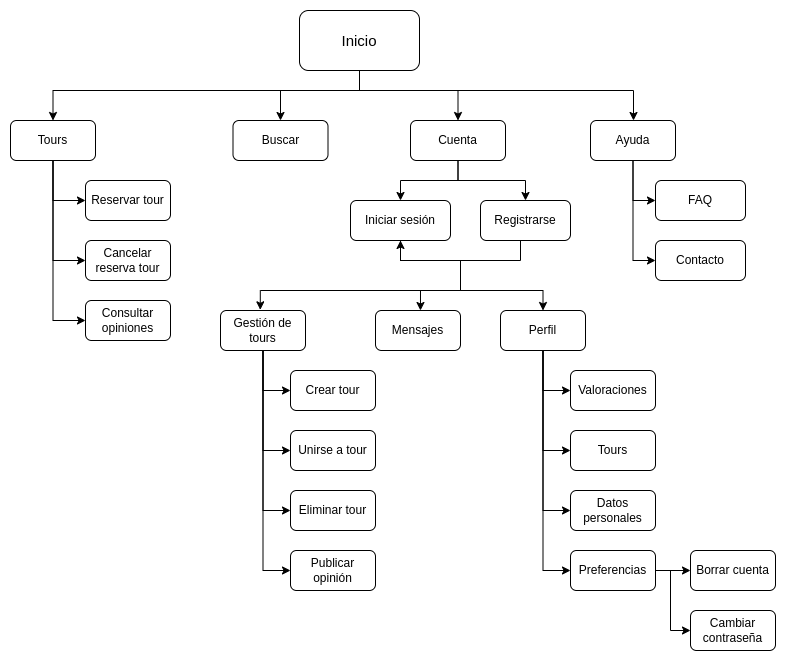 Inicio
Tours
Buscar
Cuenta
Ayuda
Reservar tour
Cancelar
reserva tour
Consultar
opiniones
Iniciar sesión
Registrarse
FAQ
Contacto
Gestión de
tours
Mensajes
Perfil
Crear tour
Unirse a tour
Eliminar tour
Publicar
opinión
Valoraciones
Tours
Datos
personales
Preferencias
Borrar cuenta
Cambiar
contraseña